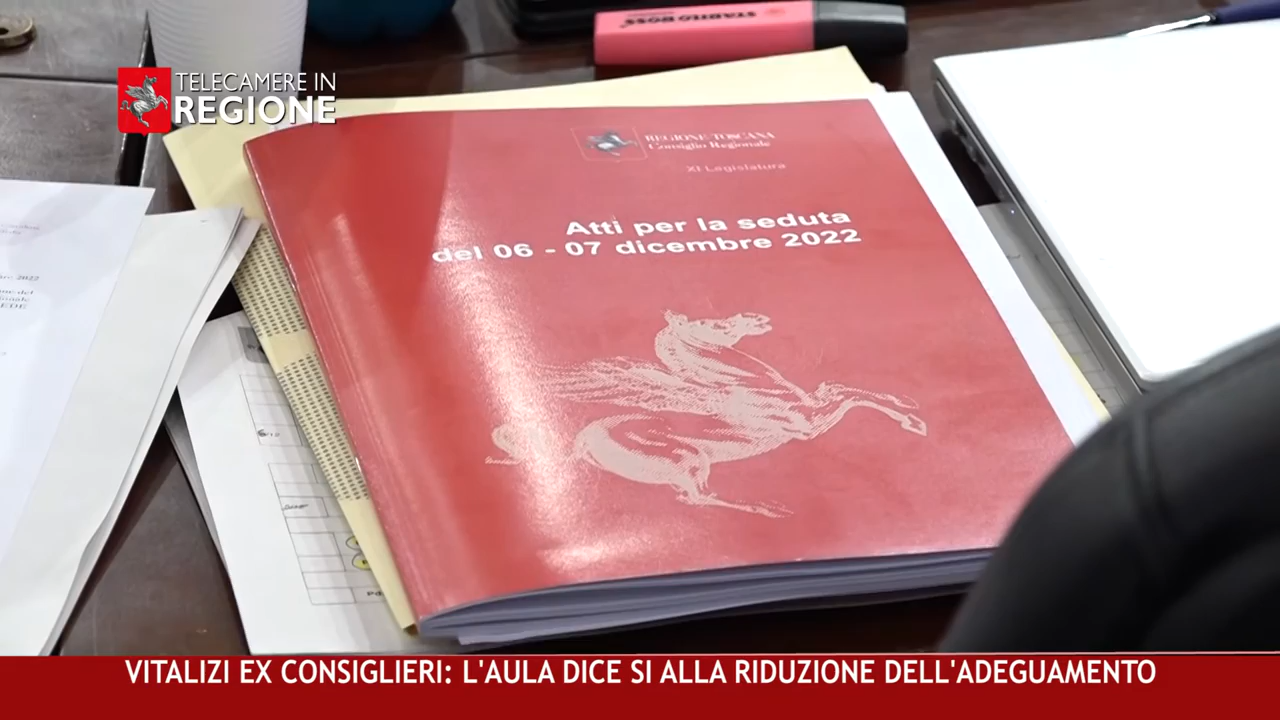 STABILO BOSS
TELECAMERE IN
REGIONE
REGIONE TOSCANA
Consiglio Regionale
XI Legislatura
Atti per la seduta
del 06 - 07 dicembre 2022
2022
VITALIZI EX CONSIGLIERI: L'AULA DICE SI ALLA RIDUZIONE DELL'ADEGUAMENTO